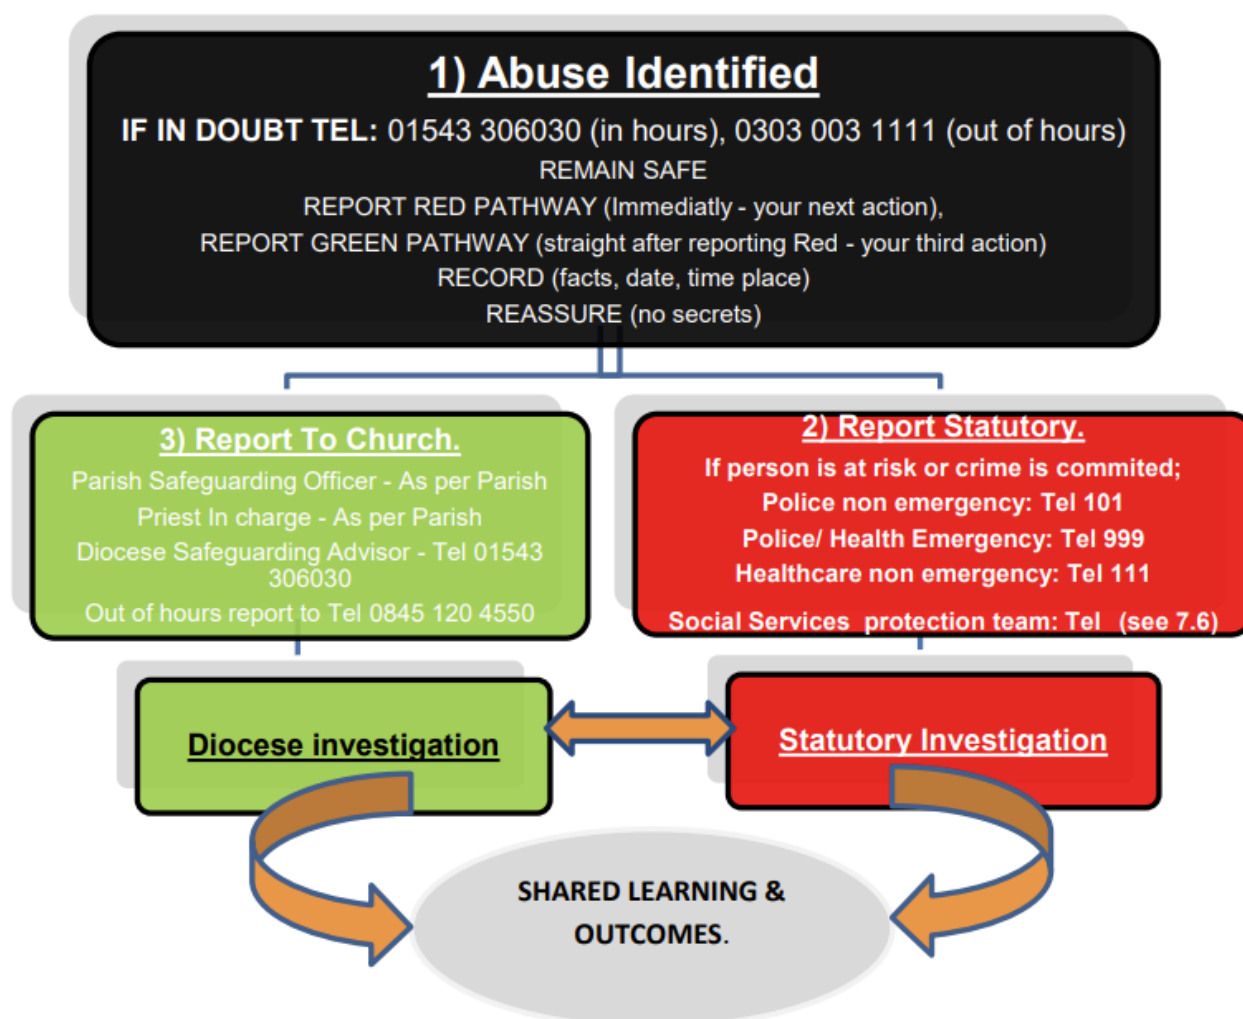 1) Abuse Identified
IF IN DOUBT TEL: 01543 306030 (in hours), 0303 003 1111 (out of hours)
REMAIN SAFE
REPORT RED PATHWAY (Immediatly - your next action),
REPORT GREEN PATHWAY (straight after reporting Red - your third action)
RECORD (facts, date, time place)
REASSURE (no secrets)
3) Report To Church.
Parish Safeguarding Officer - As per Parish
Priest In charge - As per Parish
Diocese Safeguarding Advisor - Tel 01543
306030
Out of hours report to Tel 0845 120 4550
2) Report Statutory.
If person is at risk or crime is commited;
Police non emergency: Tel 101
Police/ Health Emergency: Tel 999
Healthcare non emergency: Tel 111
Social Services protection team: Tel (see 7.6)
Diocese investigation
Statutory Investigation
SHARED LEARNING &
OUTCOMES.